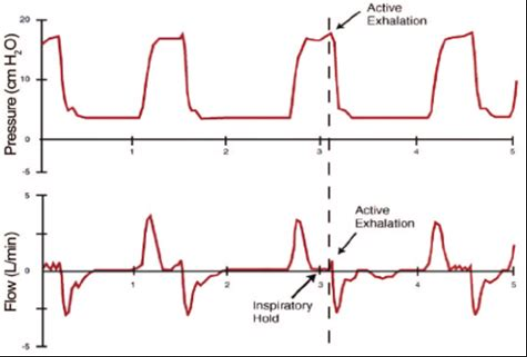 Active
Exhalation
Pressure (cm H₂O)
20
10
0
-5
1
2
3
4
5
Flow (L/min)
5
0
-5
1
2
3
4
5
Active
Exhalation
Inspiratory
Hold